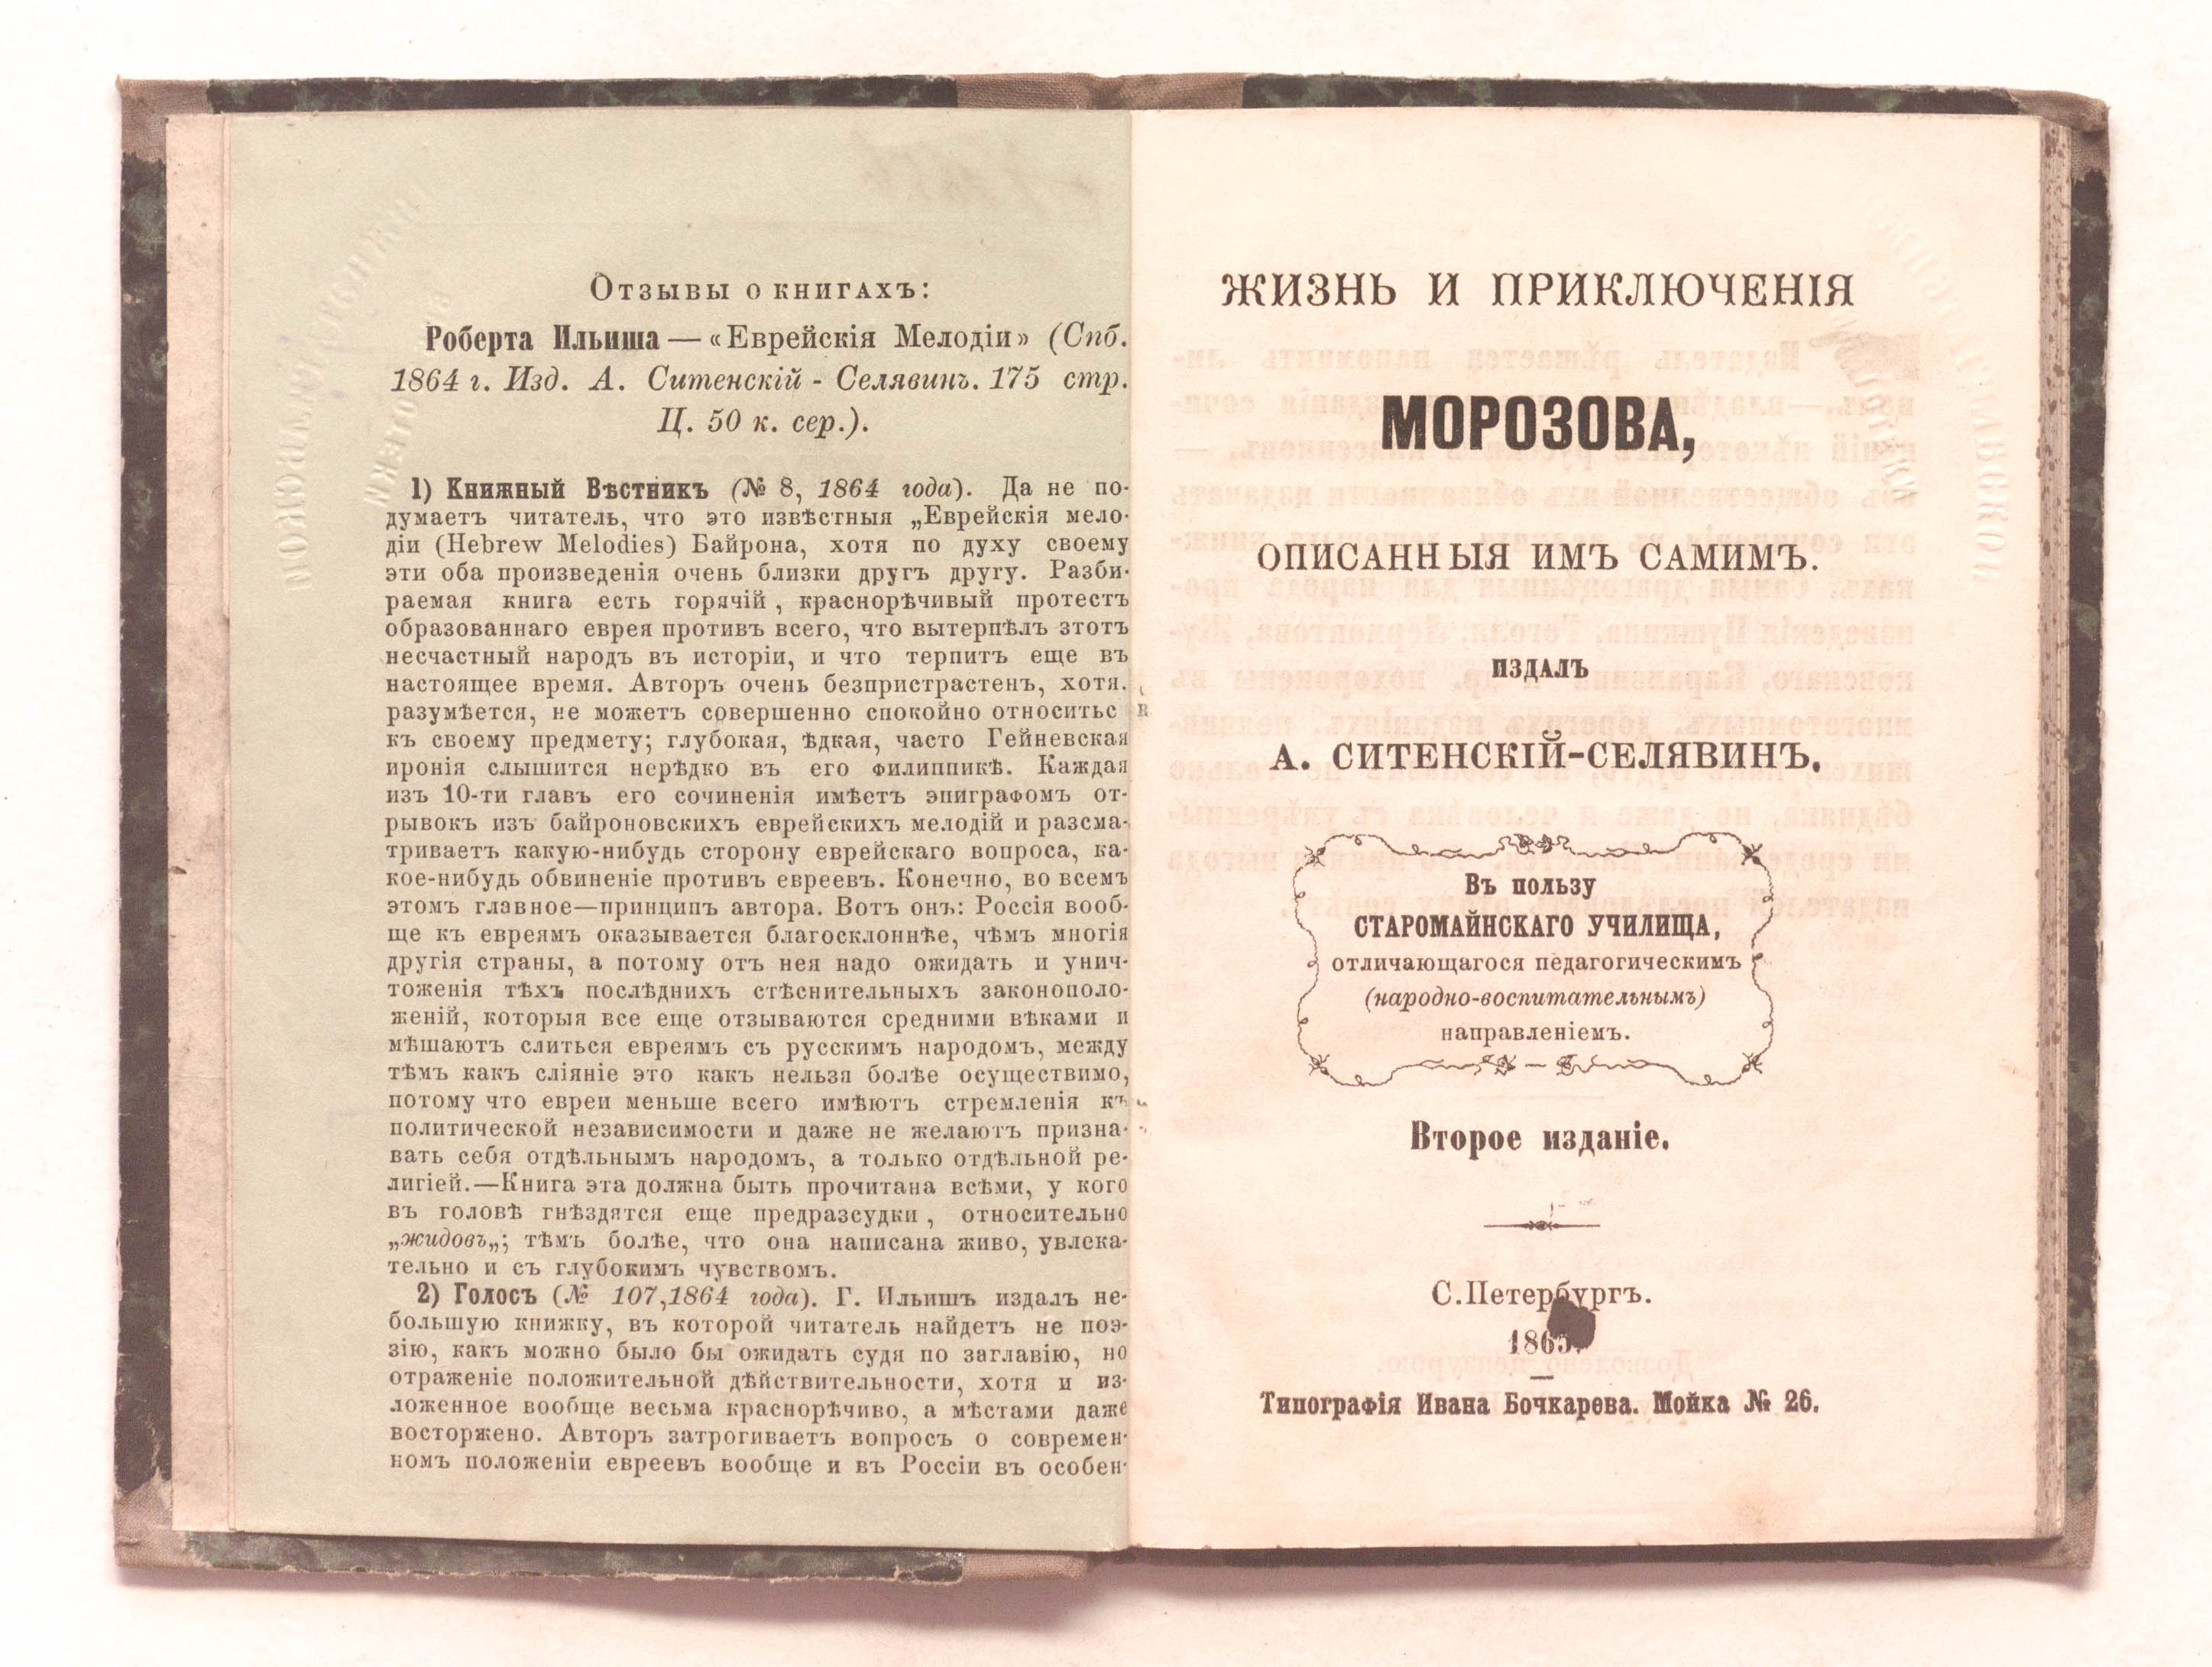 Отзывы о книгахъ:
Роберта Ильиша — «Еврейскія Мелодіи» (Спб.
1864 г. Изд. А. Ситенскій - Селявинъ. 175 стр.
Ц. 50 к. сер.).
1) Книжный Вѣстникъ (№ 8, 1864 года). Да не по-
думаетъ читатель, что это извѣстныя „Еврейскія мело-
діи (Hebrew Melodies) Байрона, хотя по духу своему
эти оба произведенія очень близки другъ другу. Разби-
раемая книга есть горячій, краснорѣчивый протестъ
образованнаго еврея противъ всего, что вытерпѣлъ этотъ
несчастный народъ въ исторіи, и что терпитъ еще въ
настоящее время. Авторъ очень безпристрастенъ, хотя.
разумѣется, не можетъ совершенно спокойно относитьс
къ своему предмету; глубокая, ѣдкая, часто Гейневская
иронія слышится нерѣдко въ его филиппикѣ. Каждая
изъ 10-ти главъ его сочиненія имѣетъ эпиграфомъ от-
рывокъ изъ байроновскихъ еврейскихъ мелодій и разсма-
триваетъ какую-нибудь сторону еврейскаго вопроса, ка-
кое-нибудь обвиненіе противъ евреевъ. Конечно, во всемъ
этомъ главное—принципъ автора. Вотъ онъ: Россія вооб-
ще къ евреямъ оказывается благосклоннѣе, чѣмъ многія
другія страны, а потому отъ нея надо ожидать и унич-
тоженія тѣхъ послѣднихъ стѣснительныхъ законополо-
женій, которыя все еще отзываются средними вѣками и
мѣшаютъ слиться евреямъ съ русскимъ народомъ, между
тѣмъ какъ сліяніе это какъ нельзя болѣе осуществимо,
потому что евреи меньше всего имѣютъ стремленія къ
политической независимости и даже не желаютъ призна-
вать себя отдѣльнымъ народомъ, а только отдѣльной ре-
лигіей.—Книга эта должна быть прочитана всѣми, у кого
въ головѣ гнѣздятся еще предразсудки, относительно
„жидовъ„; тѣмъ болѣе, что она написана живо, увлека-
тельно и съ глубокимъ чувствомъ.
2) Голосъ (№ 107,1864 года). Г. Ильишъ издалъ не-
большую книжку, въ которой читатель найдетъ не поэ-
зію, какъ можно было бы ожидать судя по заглавію, но
отраженіе положительной дѣйствительности, хотя и из-
ложенное вообще весьма краснорѣчиво, а мѣстами даже
восторжено. Авторъ затрогиваетъ вопросъ о современ-
номъ положеніи евреевъ вообще и въ Россіи въ особен-
ЖИЗНЬ И ПРИКЛЮЧЕНІЯ
МОРОЗОВА,
ОПИСАННЫЯ ИМЪ САМИМЪ.
ИЗДАЛЪ
А. СИТЕНСКІЙ-СЕЛЯВИНЪ.
Въ пользу
СТАРОМАЙНСКАГО УЧИЛИЩА,
отличающагося педагогическимъ
(народно-воспитательнымъ)
направленіемъ.
Второе изданіе.
С.Петербургъ.
1865.
Типографія Ивана Бочкарева. Мойка № 26.